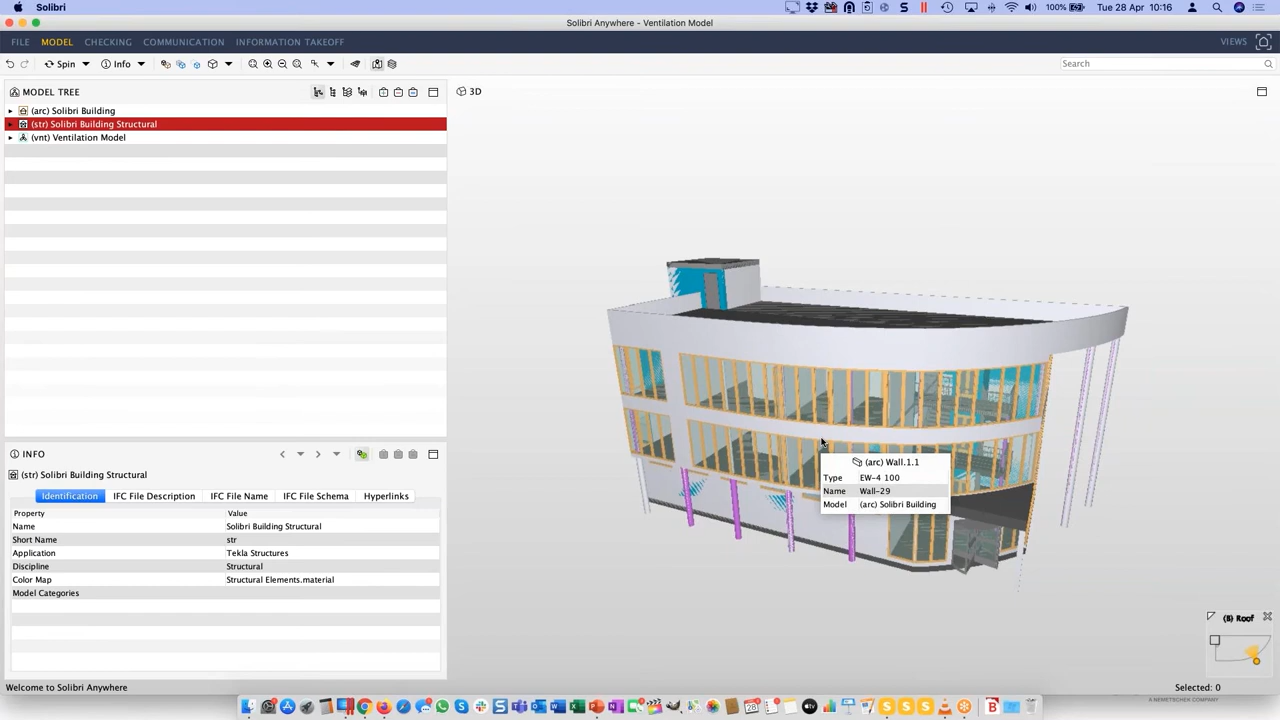 Solibri
100%
Tue 28 Apr 10:16
Solibri Anywhere - Ventilation Model
FILE MODEL CHECKING COMMUNICATION INFORMATION TAKEOFF VIEWS
Spin Info Search
MODEL TREE
3D
(arc) Solibri Building
(str) Solibri Building Structural
(vnt) Ventilation Model
(arc) Wall.1.1
Type EW-4 100
Name Wall-29
Model (arc) Solibri Building
INFO
(str) Solibri Building Structural
Identification IFC File Description IFC File Name IFC File Schema Hyperlinks
Property Value
Name Solibri Building Structural
Short Name str
Application Tekla Structures
Discipline Structural
Color Map Structural Elements.material
Model Categories
(B) Roof
Welcome to Solibri Anywhere
Selected: 0
A NEMETSCHEK COMPANY